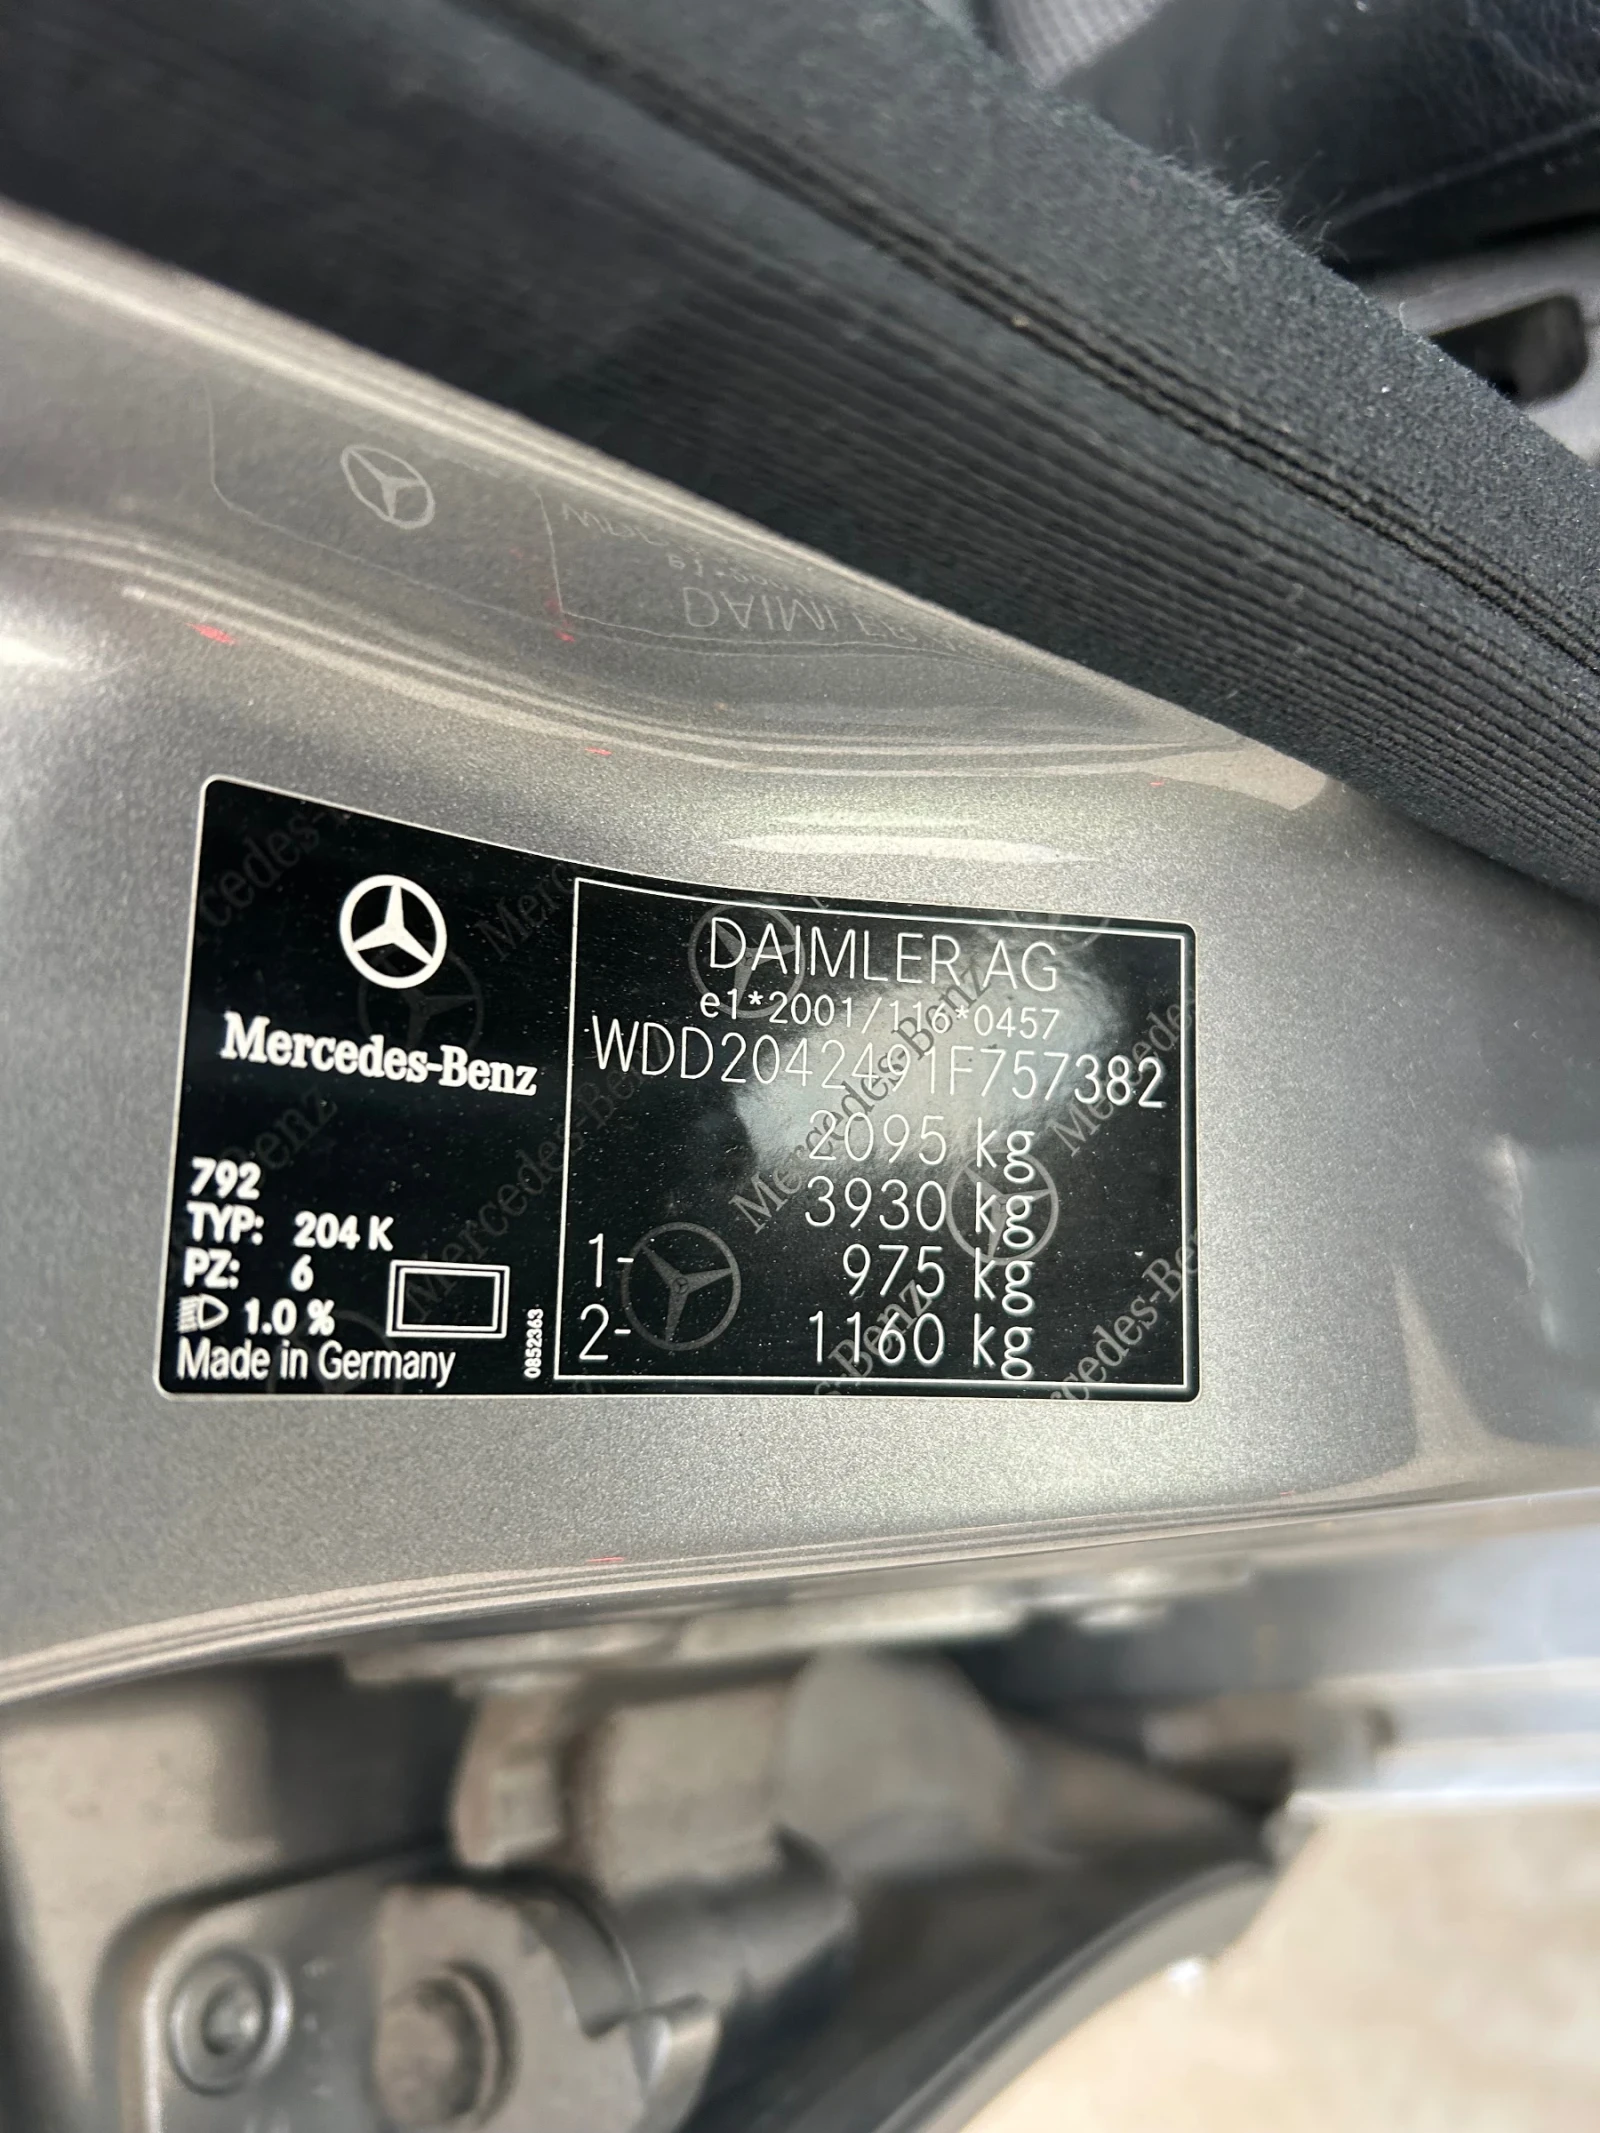 Mercedes-Benz
792
TYP: 204 K
PZ: 6
1.0 %
Made in Germany
0852363
DAIMLER AG
e1*2001/116*0457
WDD2042491F757382
2095 kg
3930 kg
1- 975 kg
2- 1160 kg